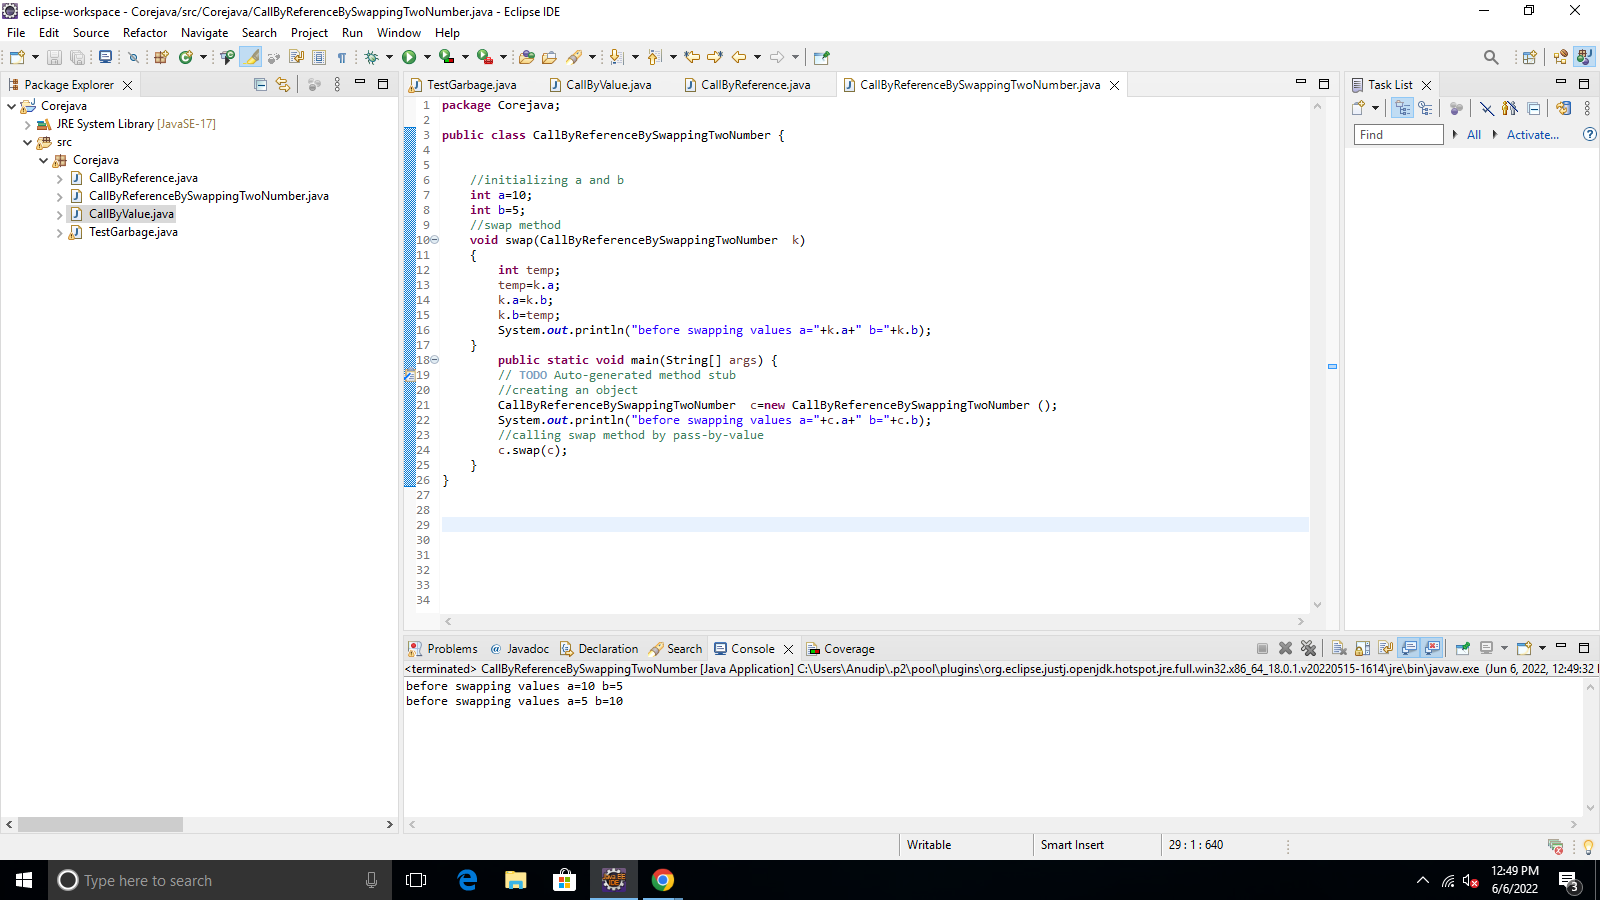 eclipse-workspace - Corejava/src/Corejava/CallByReferenceBySwappingTwoNumber.java - Eclipse IDE
File Edit Source Refactor Navigate Search Project Run Window Help
Package Explorer
Corejava
JRE System Library [JavaSE-17]
src
Corejava
CallByReference.java
CallByReferenceBySwappingTwoNumber.java
CallByValue.java
TestGarbage.java
TestGarbage.java CallByValue.java CallByReference.java CallByReferenceBySwappingTwoNumber.java
1 package Corejava;
2
3 public class CallByReferenceBySwappingTwoNumber {
4
5
6 //initializing a and b
7 int a=10;
8 int b=5;
9 //swap method
10 void swap(CallByReferenceBySwappingTwoNumber  k)
11 {
12 int temp;
13 temp=k.a;
14 k.a=k.b;
15 k.b=temp;
16 System.out.println("before swapping values a="+k.a+" b="+k.b);
17 }
18 public static void main(String[] args) {
19 // TODO Auto-generated method stub
20 //creating an object
21 CallByReferenceBySwappingTwoNumber  c=new CallByReferenceBySwappingTwoNumber ();
22 System.out.println("before swapping values a="+c.a+" b="+c.b);
23 //calling swap method by pass-by-value
24 c.swap(c);
25 }
26 }
27
28
29
30
31
32
33
34
Task List
Find All Activate...
Problems @ Javadoc Declaration Search Console Coverage
<terminated> CallByReferenceBySwappingTwoNumber [Java Application] C:\Users\Anudip\.p2\pool\plugins\org.eclipse.justj.openjdk.hotspot.jre.full.win32.x86_64_18.0.1.v20220515-1614\jre\bin\javaw.exe (Jun 6, 2022, 12:49:32
before swapping values a=10 b=5
before swapping values a=5 b=10
Writable Smart Insert 29 : 1 : 640
Type here to search
12:49 PM
6/6/2022
3